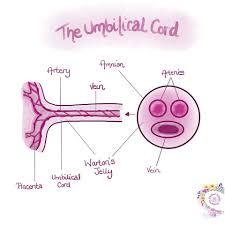 The Umbilical Cord
Artery
Vein
Amnion
Arteries
Placenta
Umbilical
Cord
Warton's
Jelly
Vein